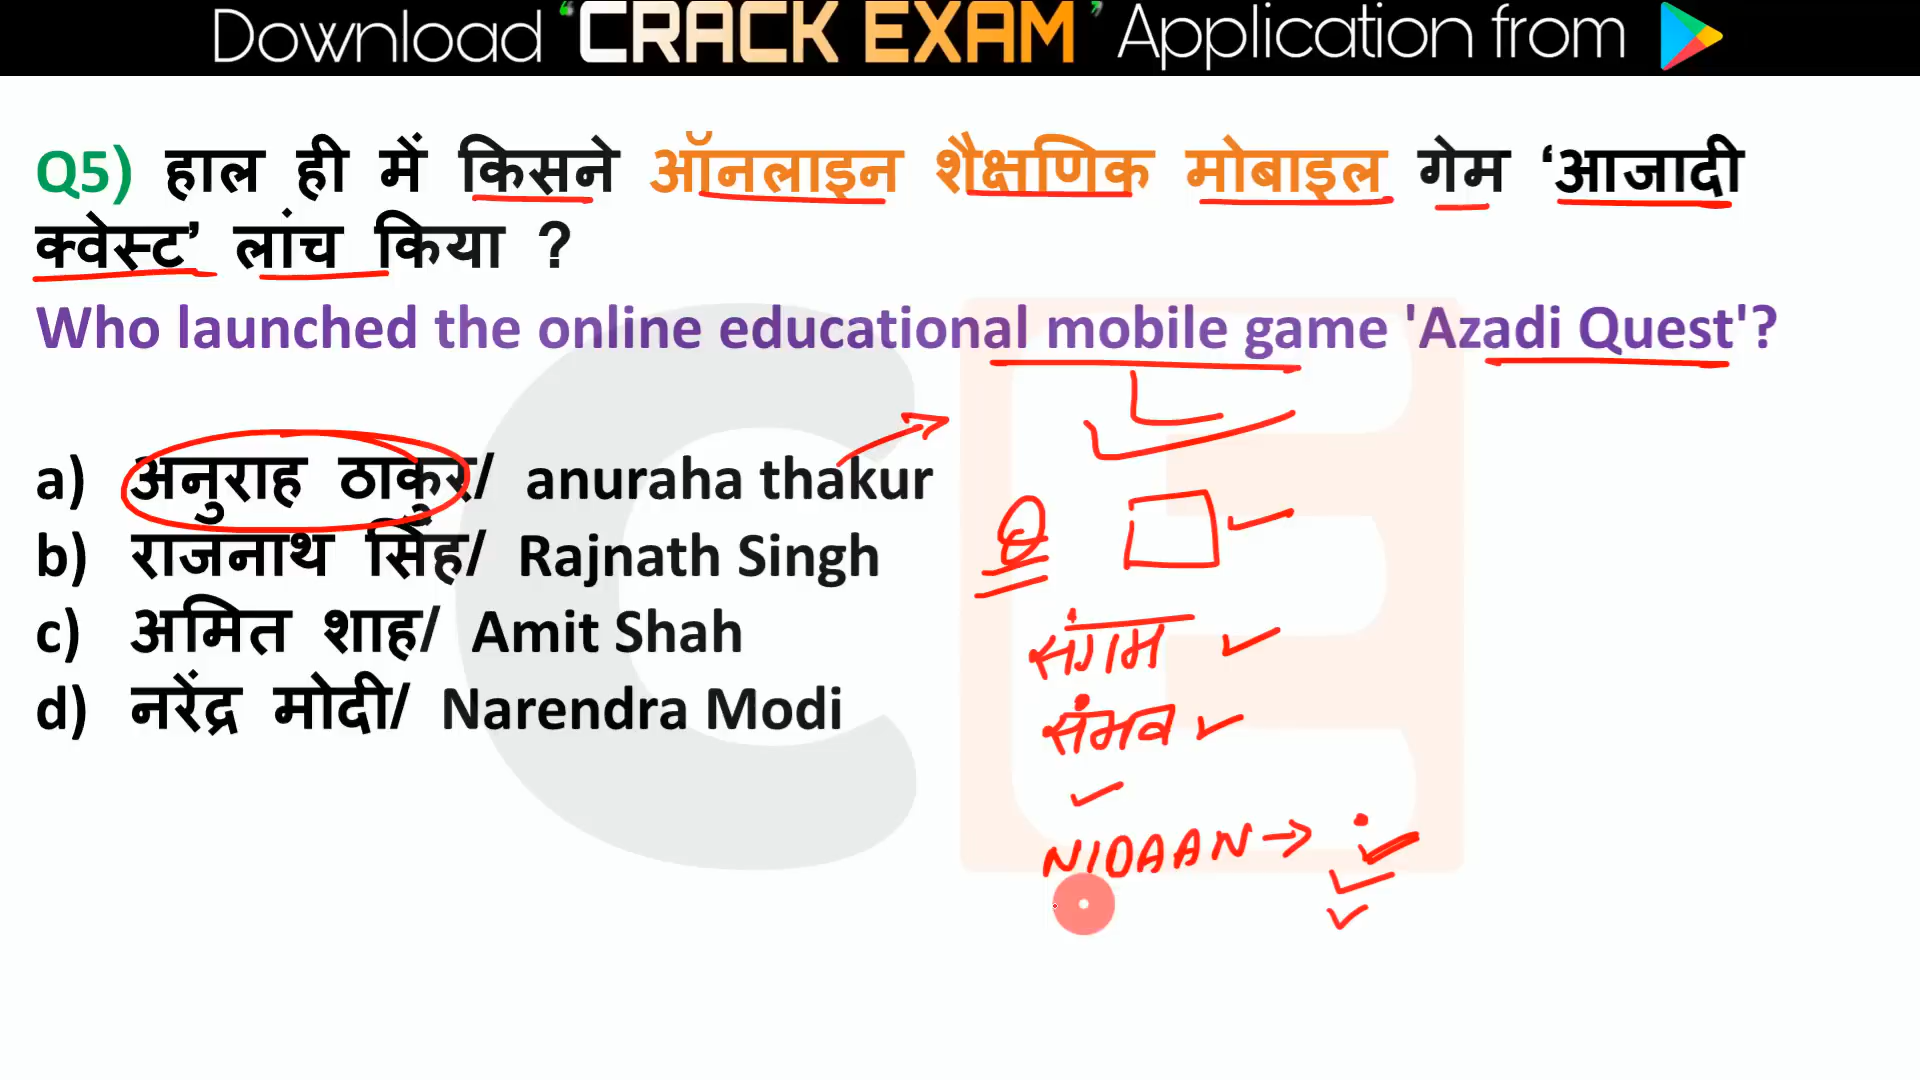 Download 'CRACK EXAM' Application from
Q5) हाल ही में किसने ऑनलाइन शैक्षणिक मोबाइल गेम ‘आजादी
क्वेस्ट’ लांच किया ?
Who launched the online educational mobile game 'Azadi Quest'?
a) अनुराह ठाकुर/ anuraha thakur
b) राजनाथ सिंह/ Rajnath Singh
c) अमित शाह/ Amit Shah
d) नरेंद्र मोदी/ Narendra Modi
Q
संगम
संभव
NIDAAN →
CE